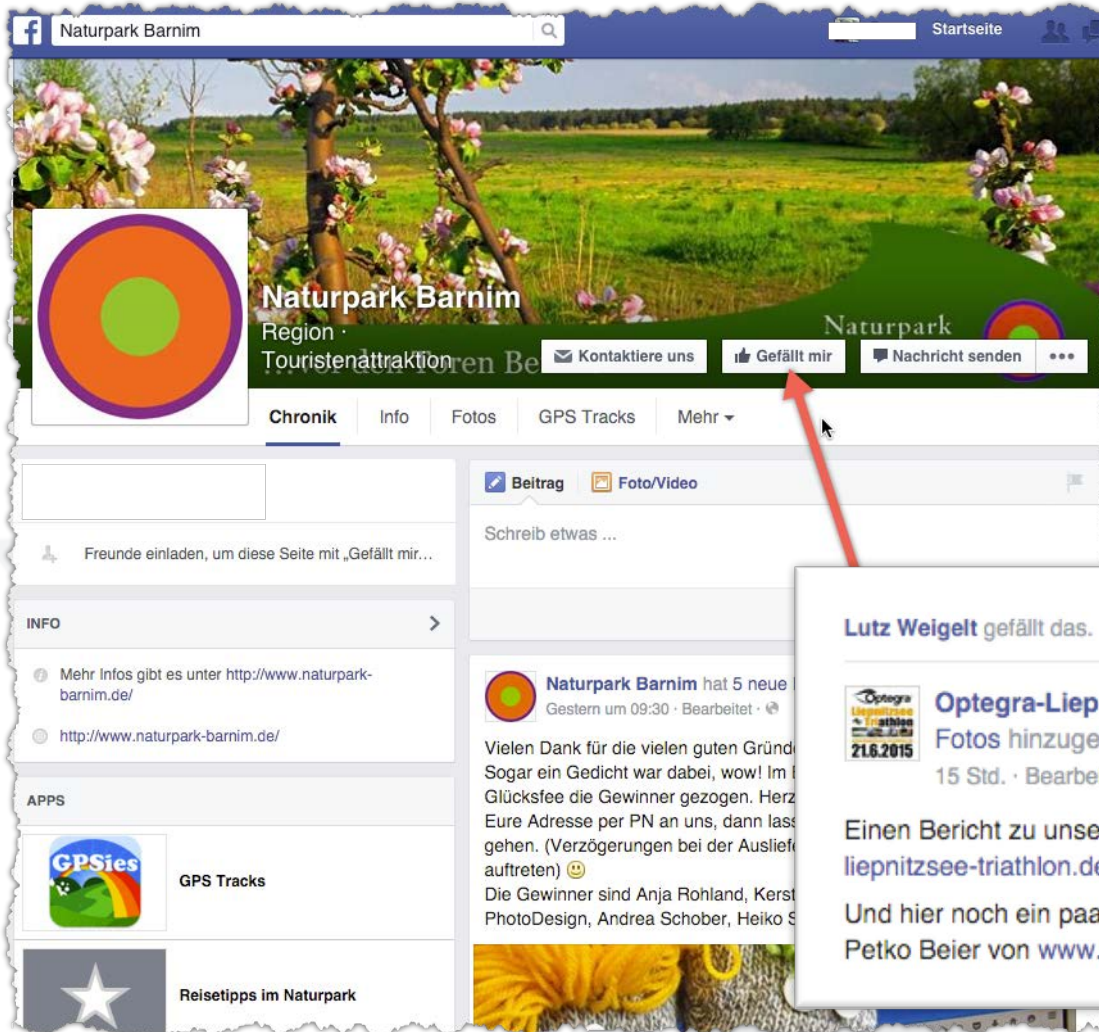 Naturpark Barnim
Startseite
Naturpark Barnim
Region ·
Touristenattraktion
Naturpark
Kontaktiere uns
Gefällt mir
Nachricht senden
Chronik
Info
Fotos
GPS Tracks
Mehr
Beitrag
Foto/Video
Schreib etwas ...
Freunde einladen, um diese Seite mit „Gefällt mir...
INFO
Mehr Infos gibt es unter http://www.naturpark-
barnim.de/
http://www.naturpark-barnim.de/
APPS
GPSies
GPS Tracks
Reisetipps im Naturpark
Naturpark Barnim hat 5 neue
Gestern um 09:30 · Bearbeitet ·
Vielen Dank für die vielen guten Gründe
Sogar ein Gedicht war dabei, wow! Im
Glücksfee die Gewinner gezogen. Herz
Eure Adresse per PN an uns, dann lass
gehen. (Verzögerungen bei der Ausliefe
auftreten)
Die Gewinner sind Anja Rohland, Kerst
PhotoDesign, Andrea Schober, Heiko S
Lutz Weigelt gefällt das.
Optegra
Liepnitzsee
Triathlon
21.6.2015
Optegra-Liep
Fotos hinzuge
15 Std. · Bearbei
Einen Bericht zu unse
liepnitzsee-triathlon.de
Und hier noch ein paa
Petko Beier von www.